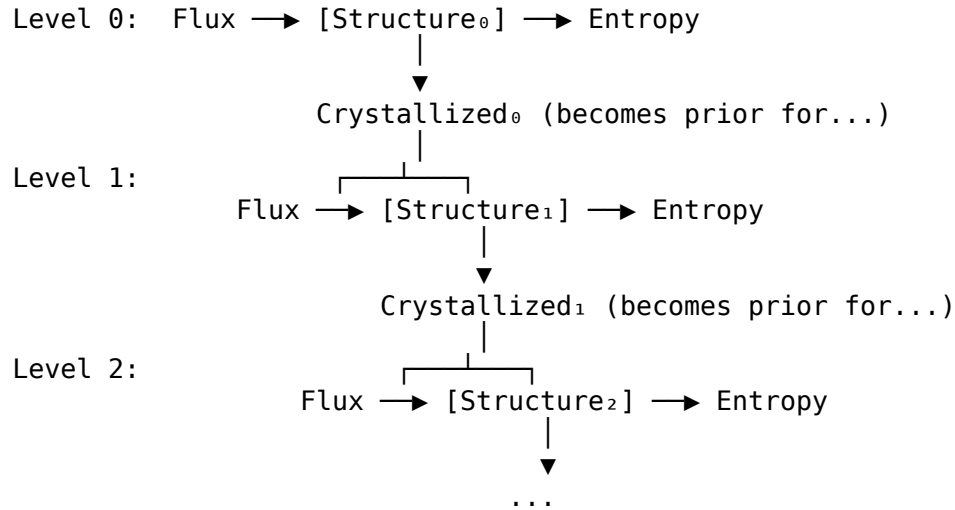 Level 0: Flux ──► [Structure₀] ──► Entropy
Crystallized₀ (becomes prior for...)
Level 1:
Flux ──► [Structure₁] ──► Entropy
Crystallized₁ (becomes prior for...)
Level 2:
Flux ──► [Structure₂] ──► Entropy
...